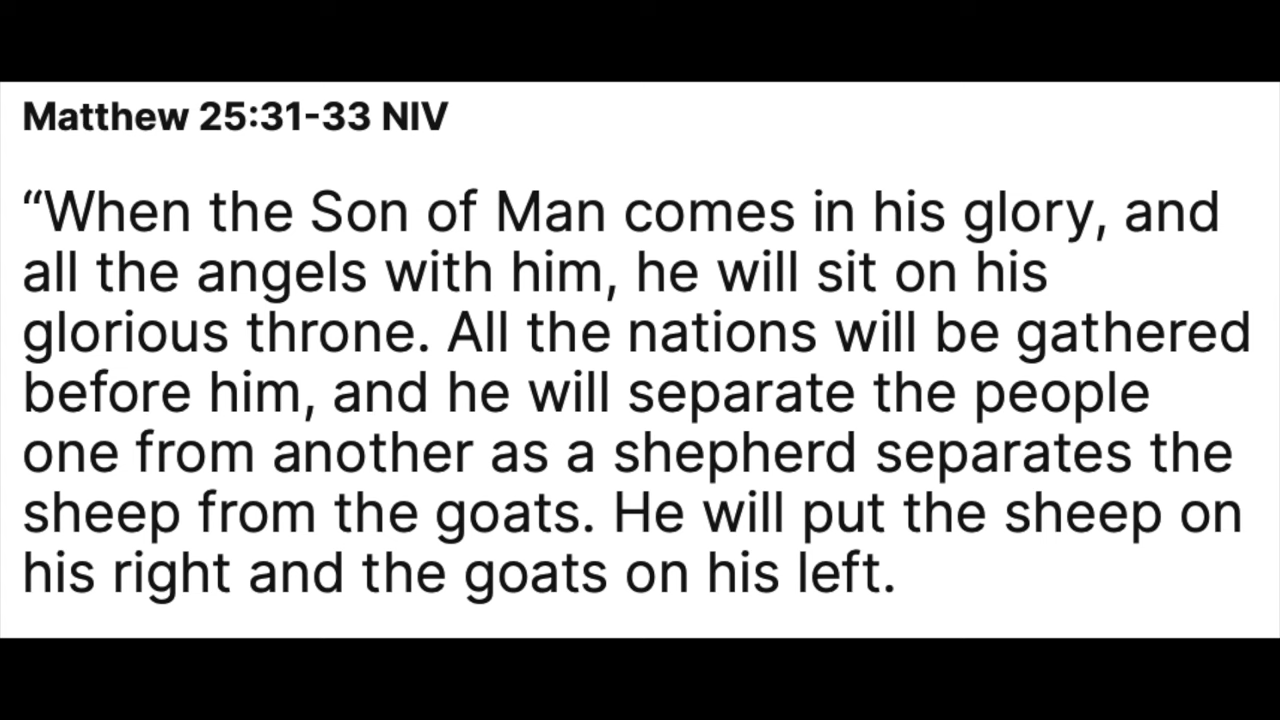 Matthew 25:31-33 NIV
“When the Son of Man comes in his glory, and
all the angels with him, he will sit on his
glorious throne. All the nations will be gathered
before him, and he will separate the people
one from another as a shepherd separates the
sheep from the goats. He will put the sheep on
his right and the goats on his left.